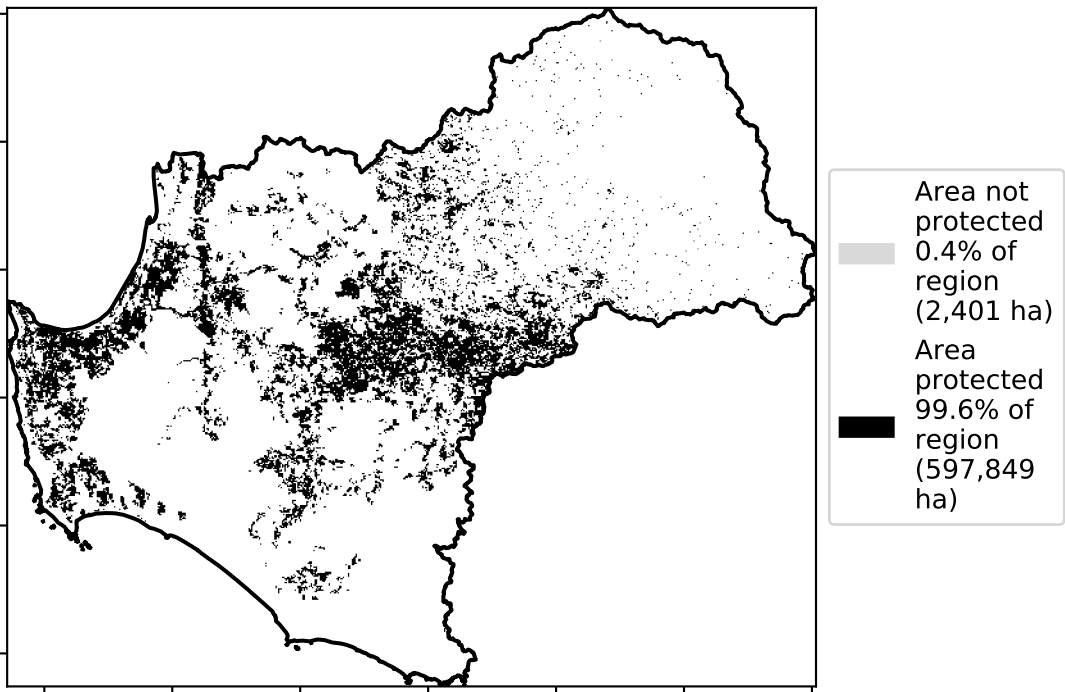 Area not
protected
0.4% of
region
(2,401 ha)
Area
protected
99.6% of
region
(597,849
ha)